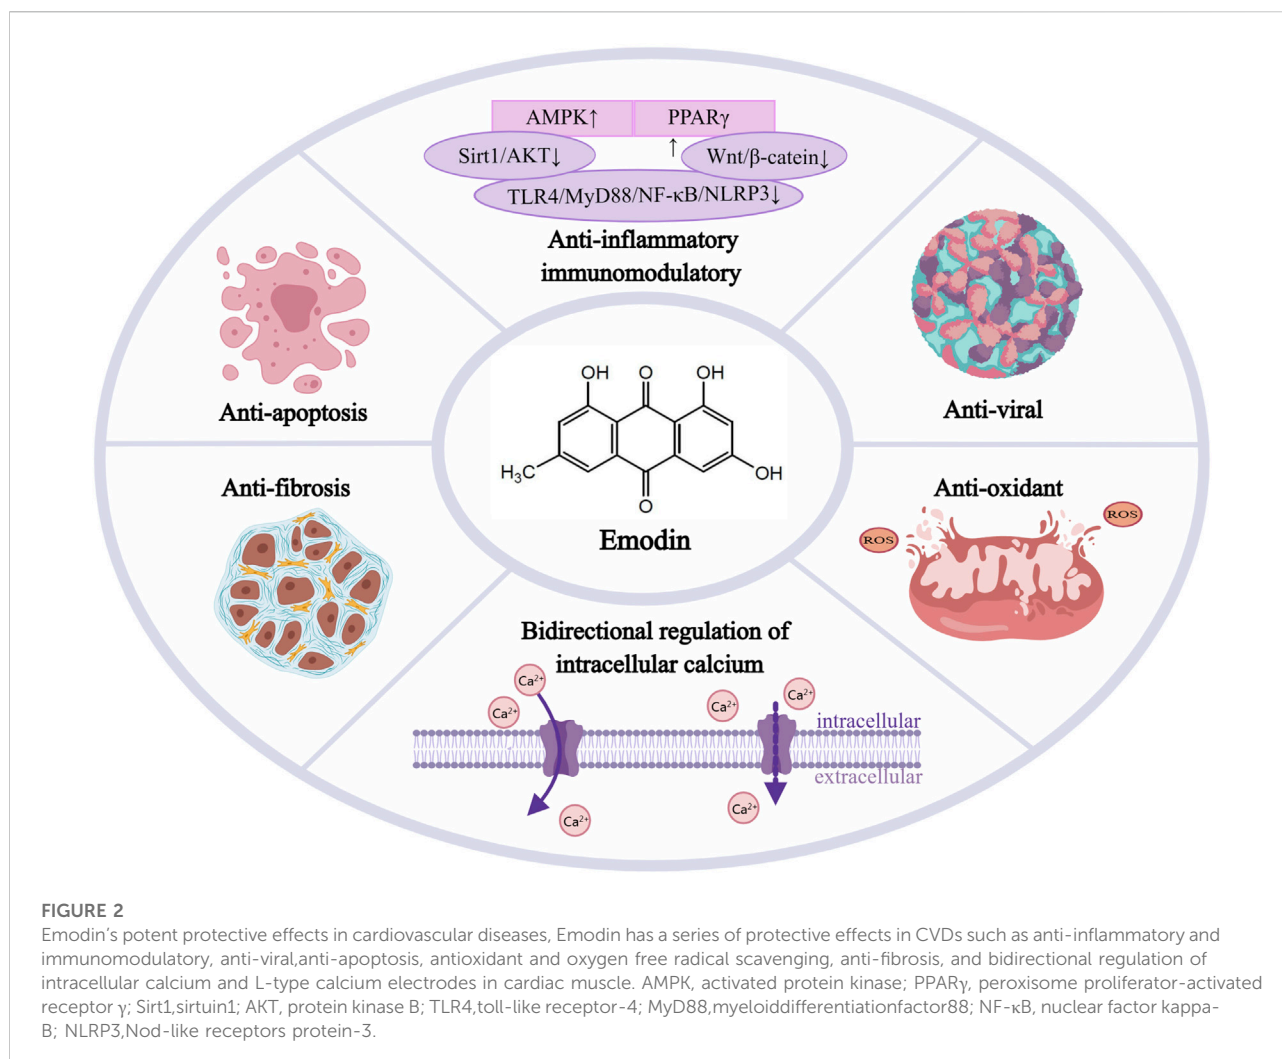 AMPK↑ PPARγ
↑
Sirt1/AKT↓ Wnt/β-catein↓
TLR4/MyD88/NF-κB/NLRP3↓
Anti-inflammatory
immunomodulatory
Anti-apoptosis
Anti-viral
OH O OH
H₃C
OH
O
Emodin
Anti-fibrosis
Anti-oxidant
ROS
ROS
Bidirectional regulation of
intracellular calcium
Ca²⁺
Ca²⁺
Ca²⁺
Ca²⁺
intracellular
extracellular
Ca²⁺
Ca²⁺
FIGURE 2
Emodin’s potent protective effects in cardiovascular diseases, Emodin has a series of protective effects in CVDs such as anti-inflammatory and
immunomodulatory, anti-viral,anti-apoptosis, antioxidant and oxygen free radical scavenging, anti-fibrosis, and bidirectional regulation of
intracellular calcium and L-type calcium electrodes in cardiac muscle. AMPK, activated protein kinase; PPARγ, peroxisome proliferator-activated
receptor γ; Sirt1,sirtuin1; AKT, protein kinase B; TLR4,toll-like receptor-4; MyD88,myeloiddifferentiationfactor88; NF-κB, nuclear factor kappa-
B; NLRP3,Nod-like receptors protein-3.